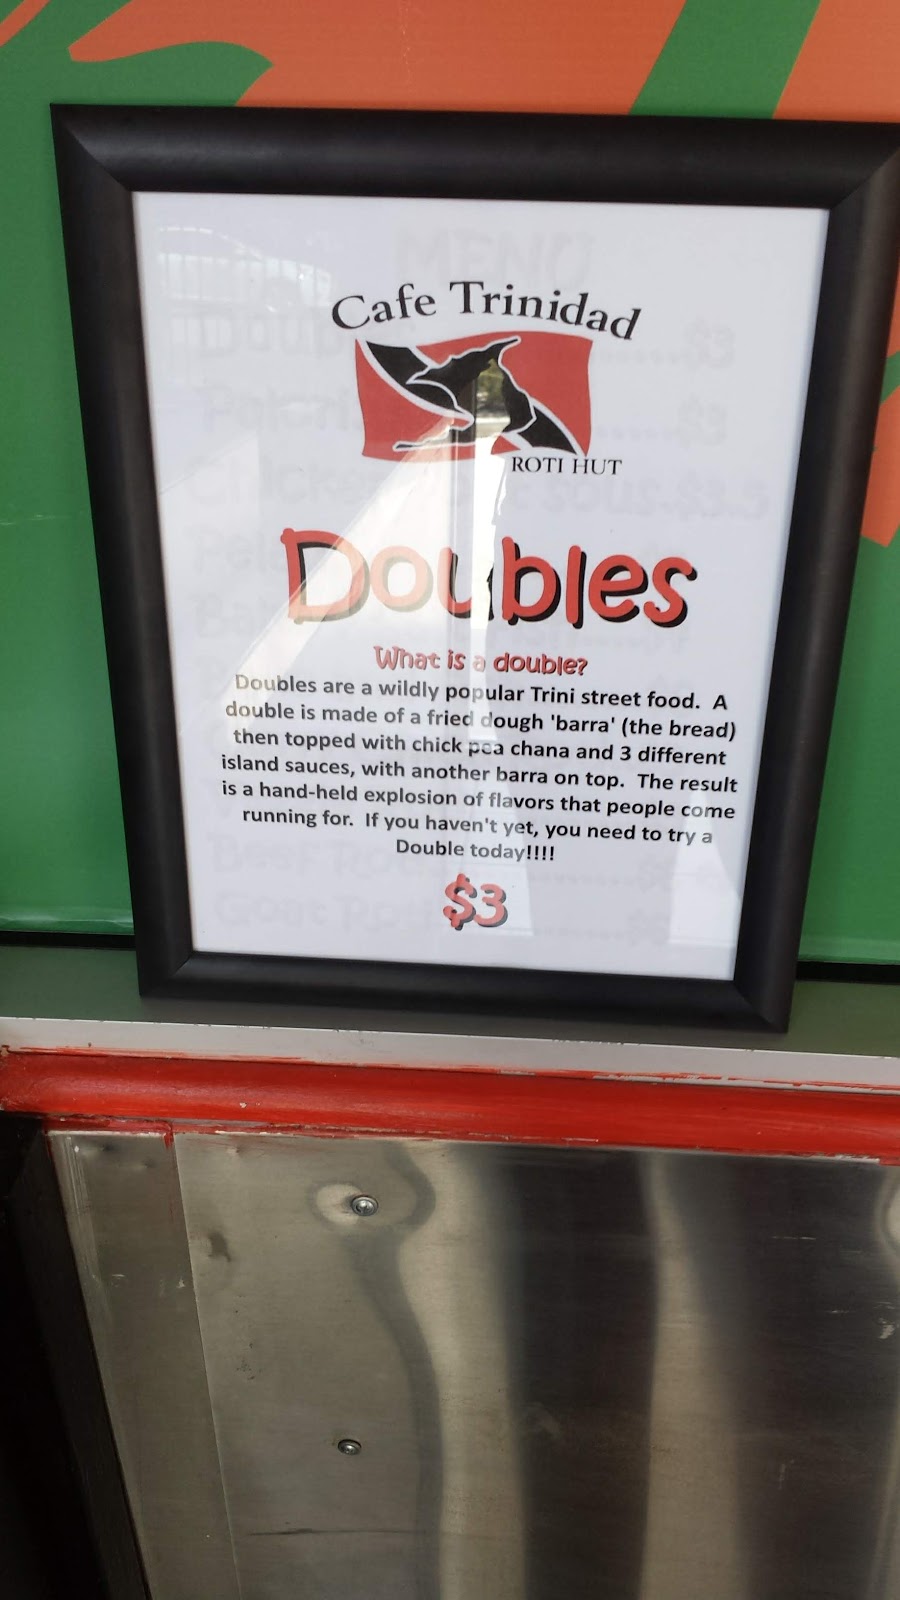 Cafe Trinidad
ROTI HUT
Doubles
What is a double?
Doubles are a wildly popular Trini street food. A
double is made of a fried dough 'barra' (the bread)
then topped with chick pea chana and 3 different
island sauces, with another barra on top. The result
is a hand-held explosion of flavors that people come
running for. If you haven't yet, you need to try a
Double today!!!!
$3